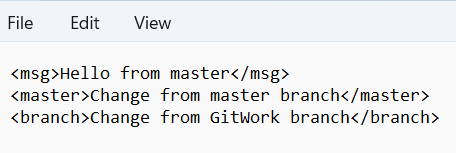 File Edit View
<msg>Hello from master</msg>
<master>Change from master branch</master>
<branch>Change from GitWork branch</branch>